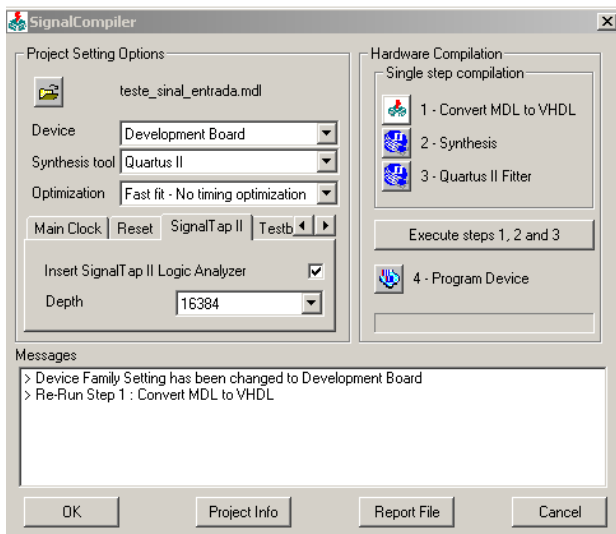 SignalCompiler
Project Setting Options
teste_sinal_entrada.mdl
Device Development Board
Synthesis tool Quartus II
Optimization Fast fit - No timing optimization
Main Clock Reset SignalTap II Testb
Insert SignalTap II Logic Analyzer
Depth 16384
Hardware Compilation
Single step compilation
1 - Convert MDL to VHDL
2 - Synthesis
3 - Quartus II Fitter
Execute steps 1, 2 and 3
4 - Program Device
Messages
> Device Family Setting has been changed to Development Board
> Re-Run Step 1 : Convert MDL to VHDL
OK Project Info Report File Cancel